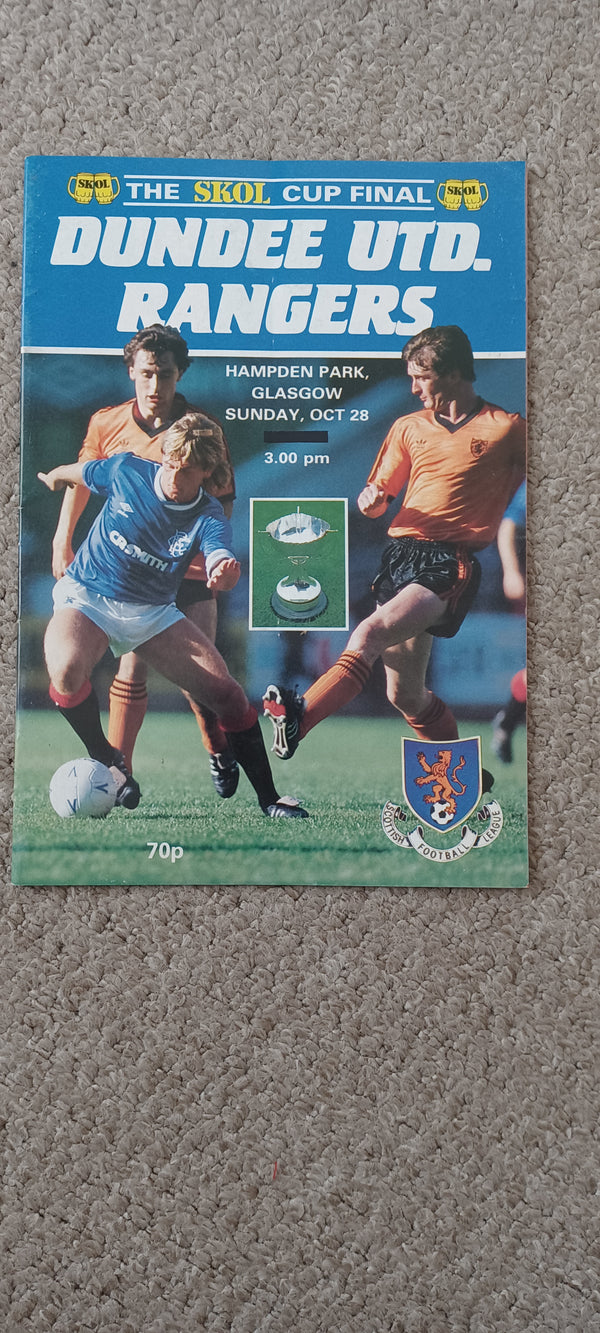 SKOL THE SKOL CUP FINAL SKOL
DUNDEE UTD.
RANGERS
HAMPDEN PARK,
GLASGOW
SUNDAY, OCT 28
3.00 pm
CR SMITH
SCOTTISH FOOTBALL LEAGUE
70p